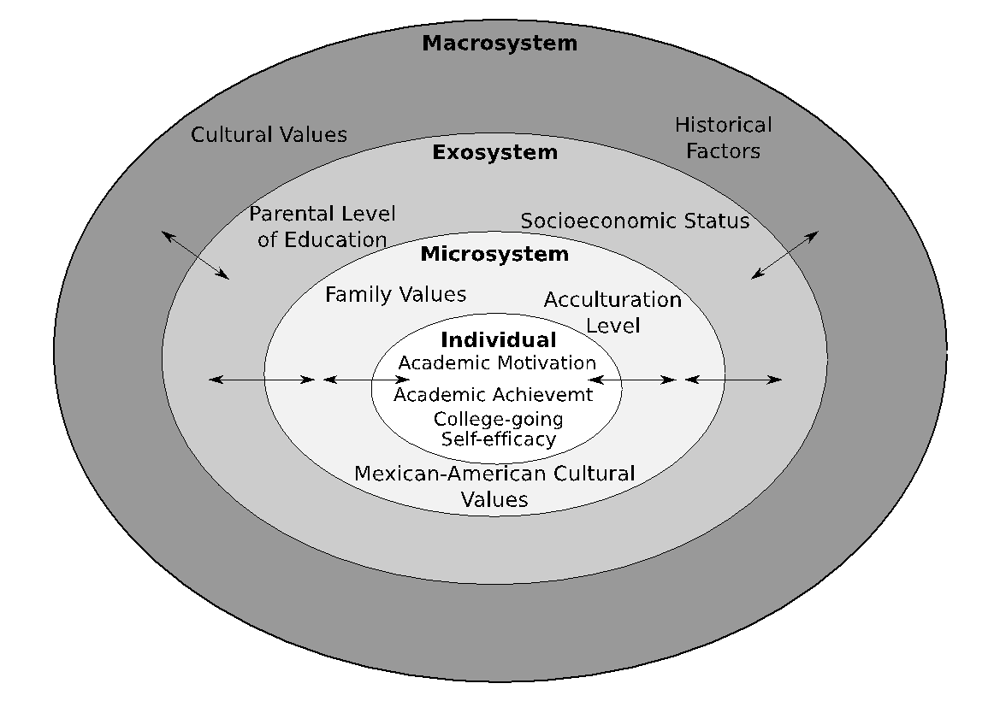 Macrosystem
Cultural Values
Historical
Factors
Exosystem
Parental Level
of Education
Socioeconomic Status
Microsystem
Family Values
Acculturation
Level
Individual
Academic Motivation
Academic Achievemt
College-going
Self-efficacy
Mexican-American Cultural
Values